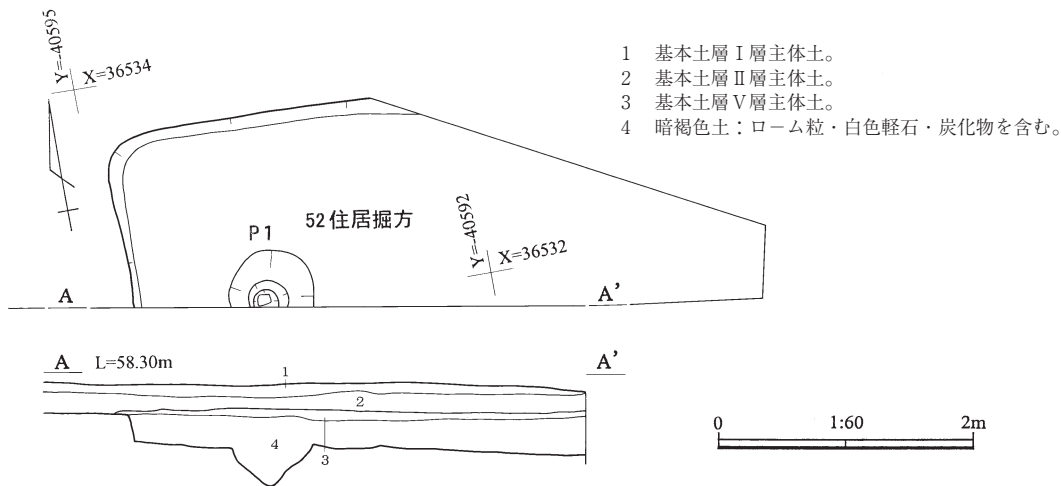 Y=-40595
X=36534
1 基本土層Ⅰ層主体土。
2 基本土層Ⅱ層主体土。
3 基本土層Ⅴ層主体土。
4 暗褐色土：ローム粒・白色軽石・炭化物を含む。
52住居掘方
P1
Y=-40592
X=36532
A A'
A L=58.30m A'
1
2
4
3
0 1:60 2m